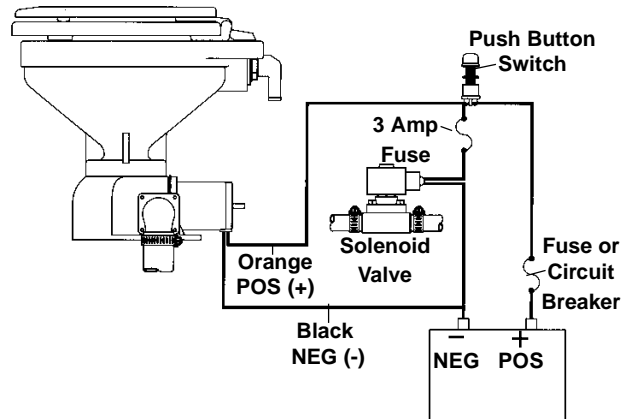 Push Button
Switch
3 Amp
Fuse
Solenoid
Valve
Fuse or
Circuit
Breaker
Orange
POS (+)
Black
NEG (-)
− +
NEG POS